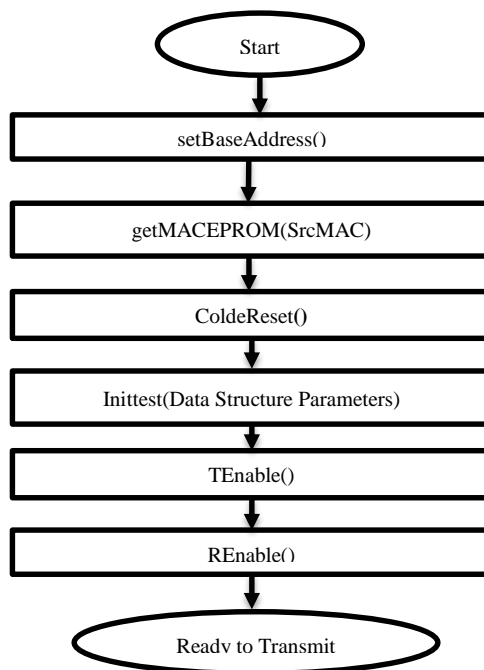 Start
setBaseAddress()
getMACEPROM(SrcMAC)
ColdeReset()
Inittest(Data Structure Parameters)
TEnable()
REnable()
Ready to Transmit